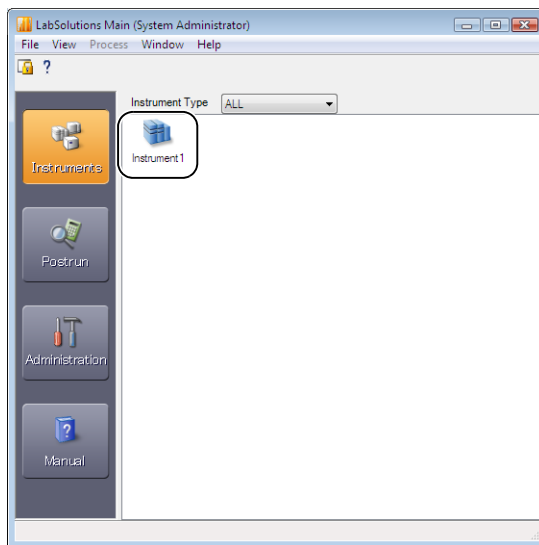 LabSolutions Main (System Administrator)
File View Process Window Help
?
Instrument Type ALL
Instrument1
Instruments
Postrun
Administration
?
Manual